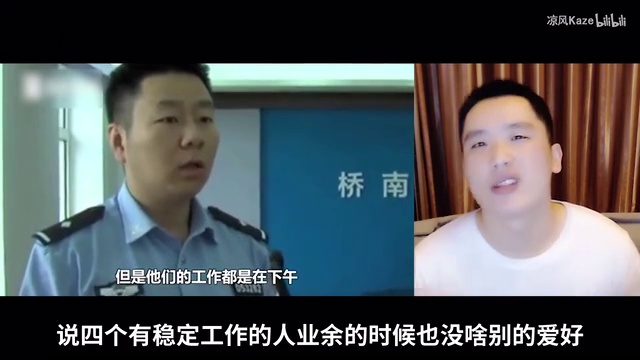 凉风Kaze bilibili
桥南
但是他们的工作都是在下午
说四个有稳定工作的人业余的时候也没啥别的爱好